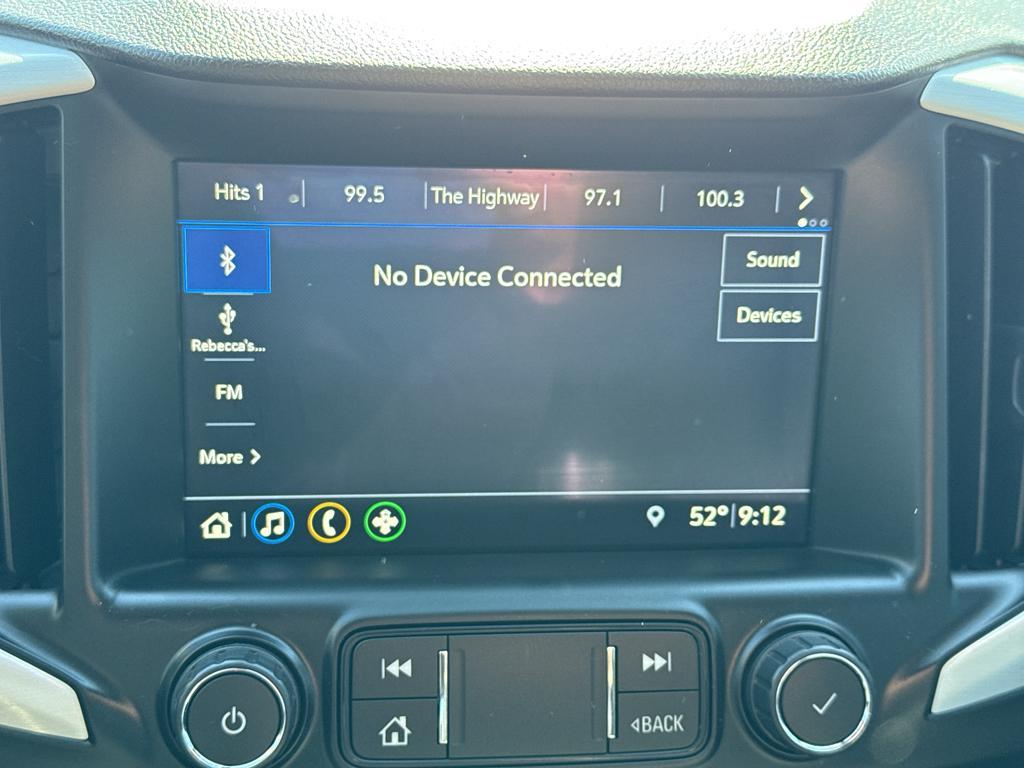 Hits 1 | 99.5 | The Highway | 97.1 | 100.3 |
No Device Connected
Sound
Devices
Rebecca's...
FM
More
52° | 9:12
BACK